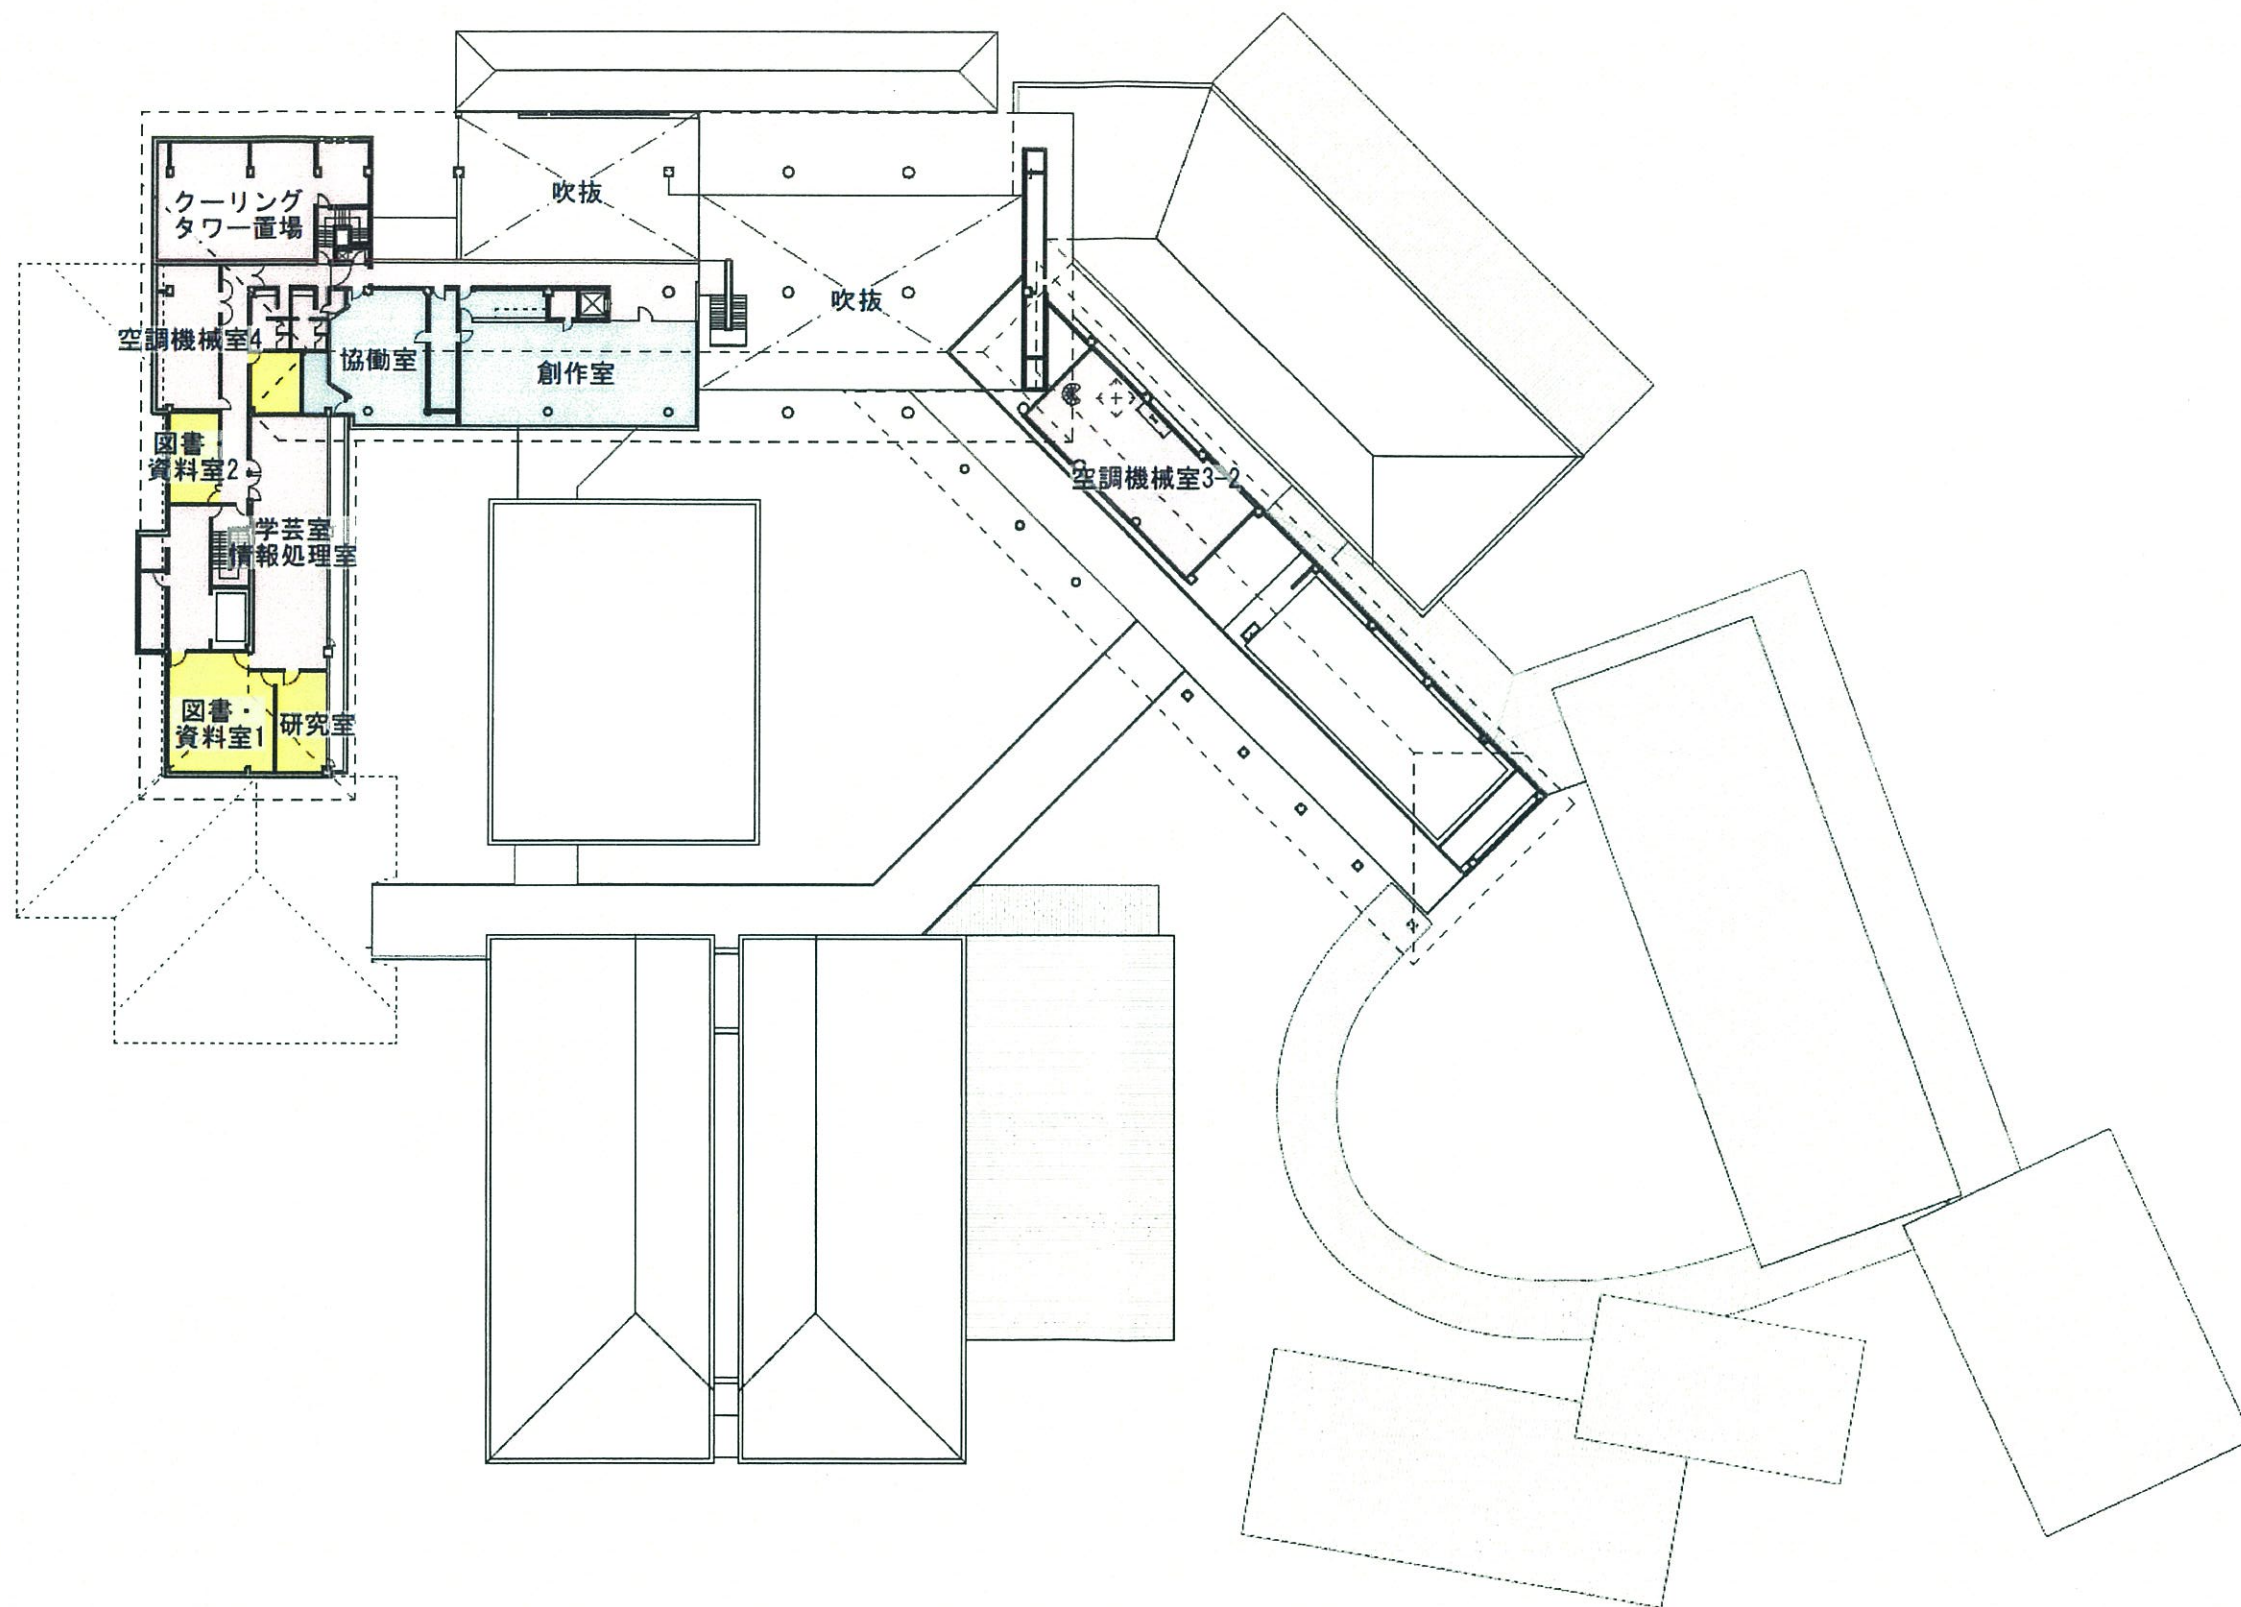 クーリング
タワー置場
吹抜
吹抜
空調機械室4
協働室
創作室
図書・
資料室2
空調機械室3-2
学芸室
情報処理室
図書・
資料室1
研究室